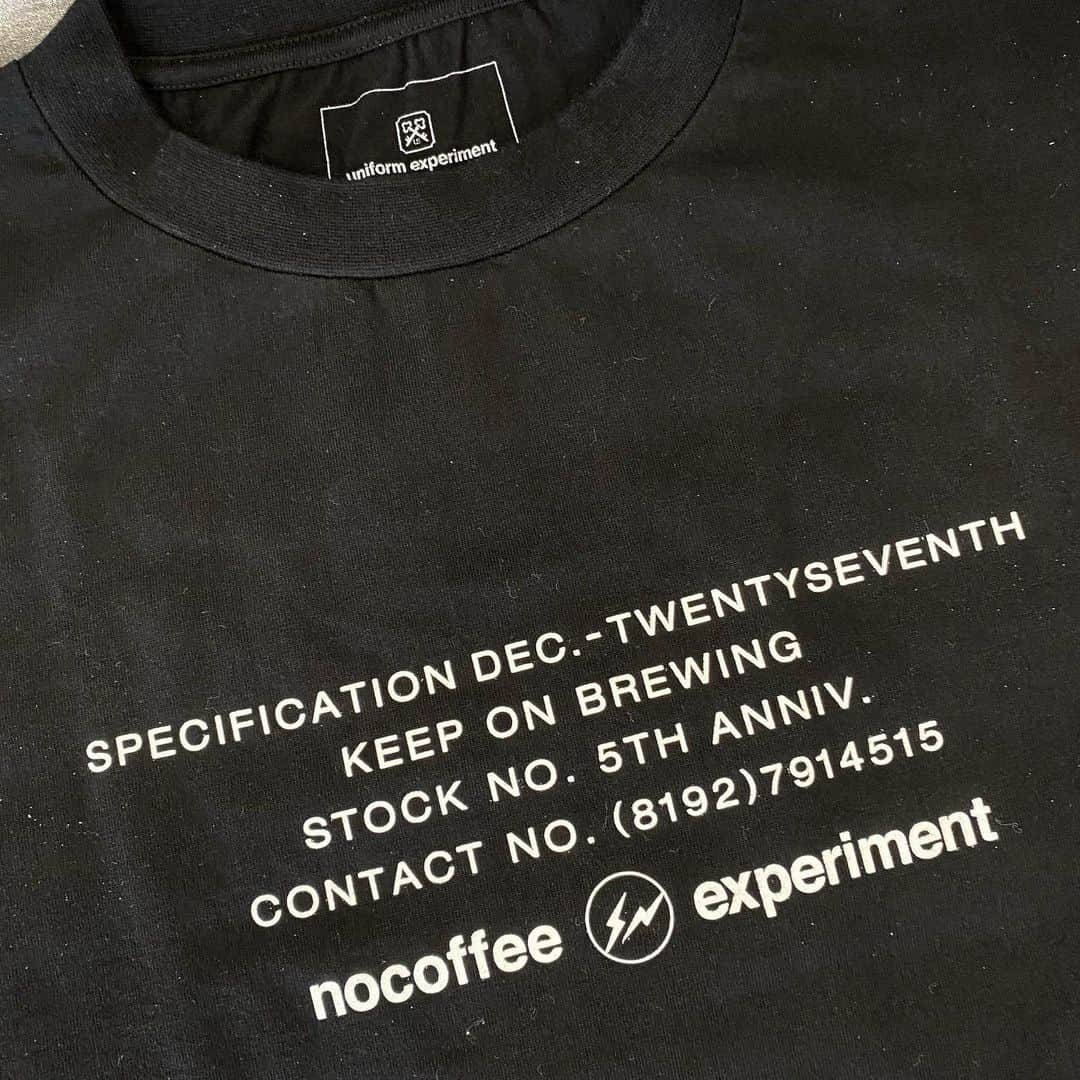 uniform experiment
SPECIFICATION DEC.-TWENTYSEVENTH
KEEP ON BREWING
STOCK NO. 5TH ANNIV.
CONTACT NO. (8192)7914515
nocoffee experiment